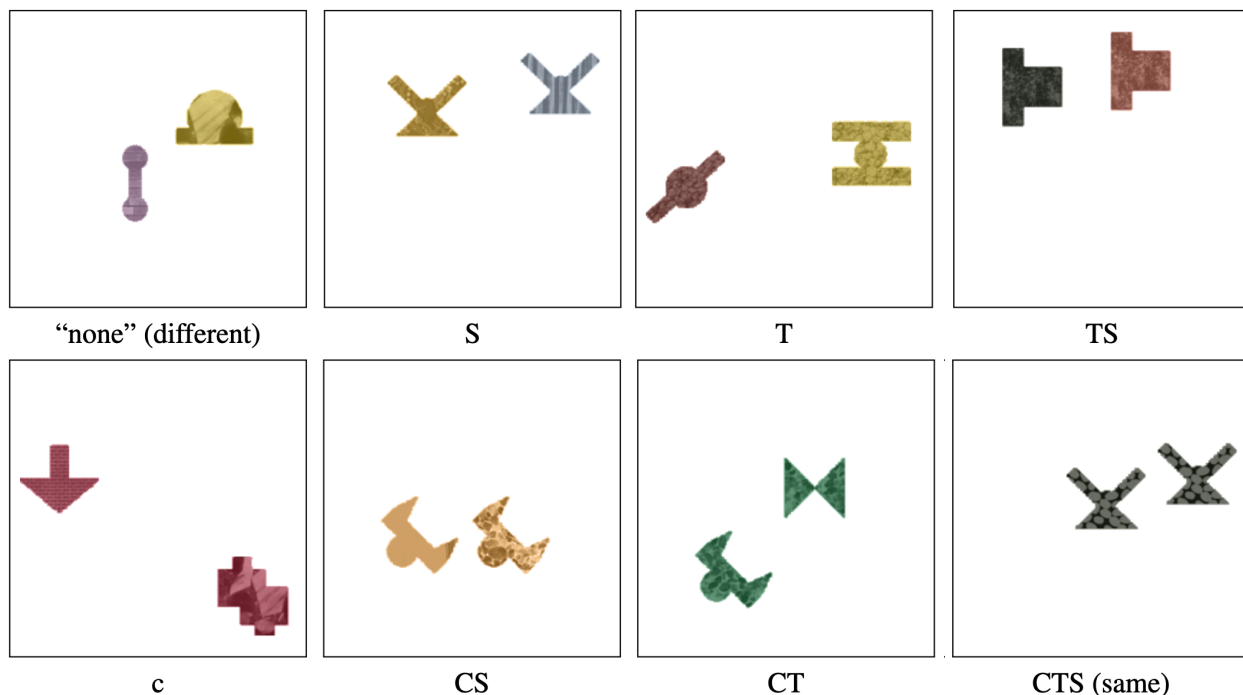 “none” (different)
S
T
TS
c
CS
CT
CTS (same)